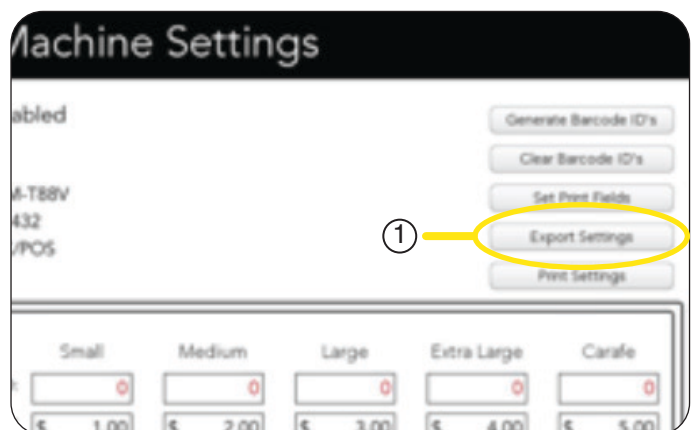 Machine Settings
abled
Generate Barcode ID's
Clear Barcode ID's
M-T88V
Set Print Fields
432
1
Export Settings
/POS
Print Settings
Small Medium Large Extra Large Carafe
0 0 0 0 0
$ 1.00 $ 2.00 $ 3.00 $ 4.00 $ 5.00